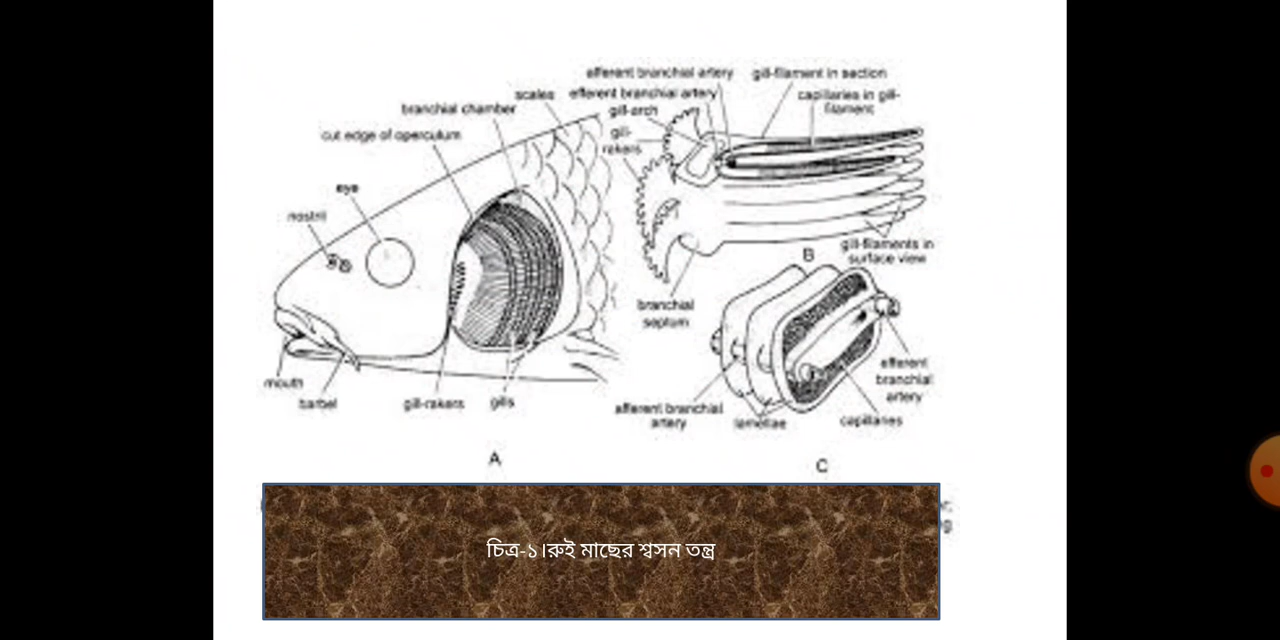 afferent branchial artery
gill-filament in section
scales
efferent branchial artery
capillaries in gill-
filament
branchial chamber
gill-arch
cut edge of operculum
gill-
rakers
eye
nostril
gill-filaments in
surface view
B
branchial
septum
mouth
barbel
gill-rakers
gills
afferent branchial
artery
lamellae
capillaries
efferent
branchial
artery
A
C
চিত্র-১।রুই মাছের শ্বসন তন্ত্র